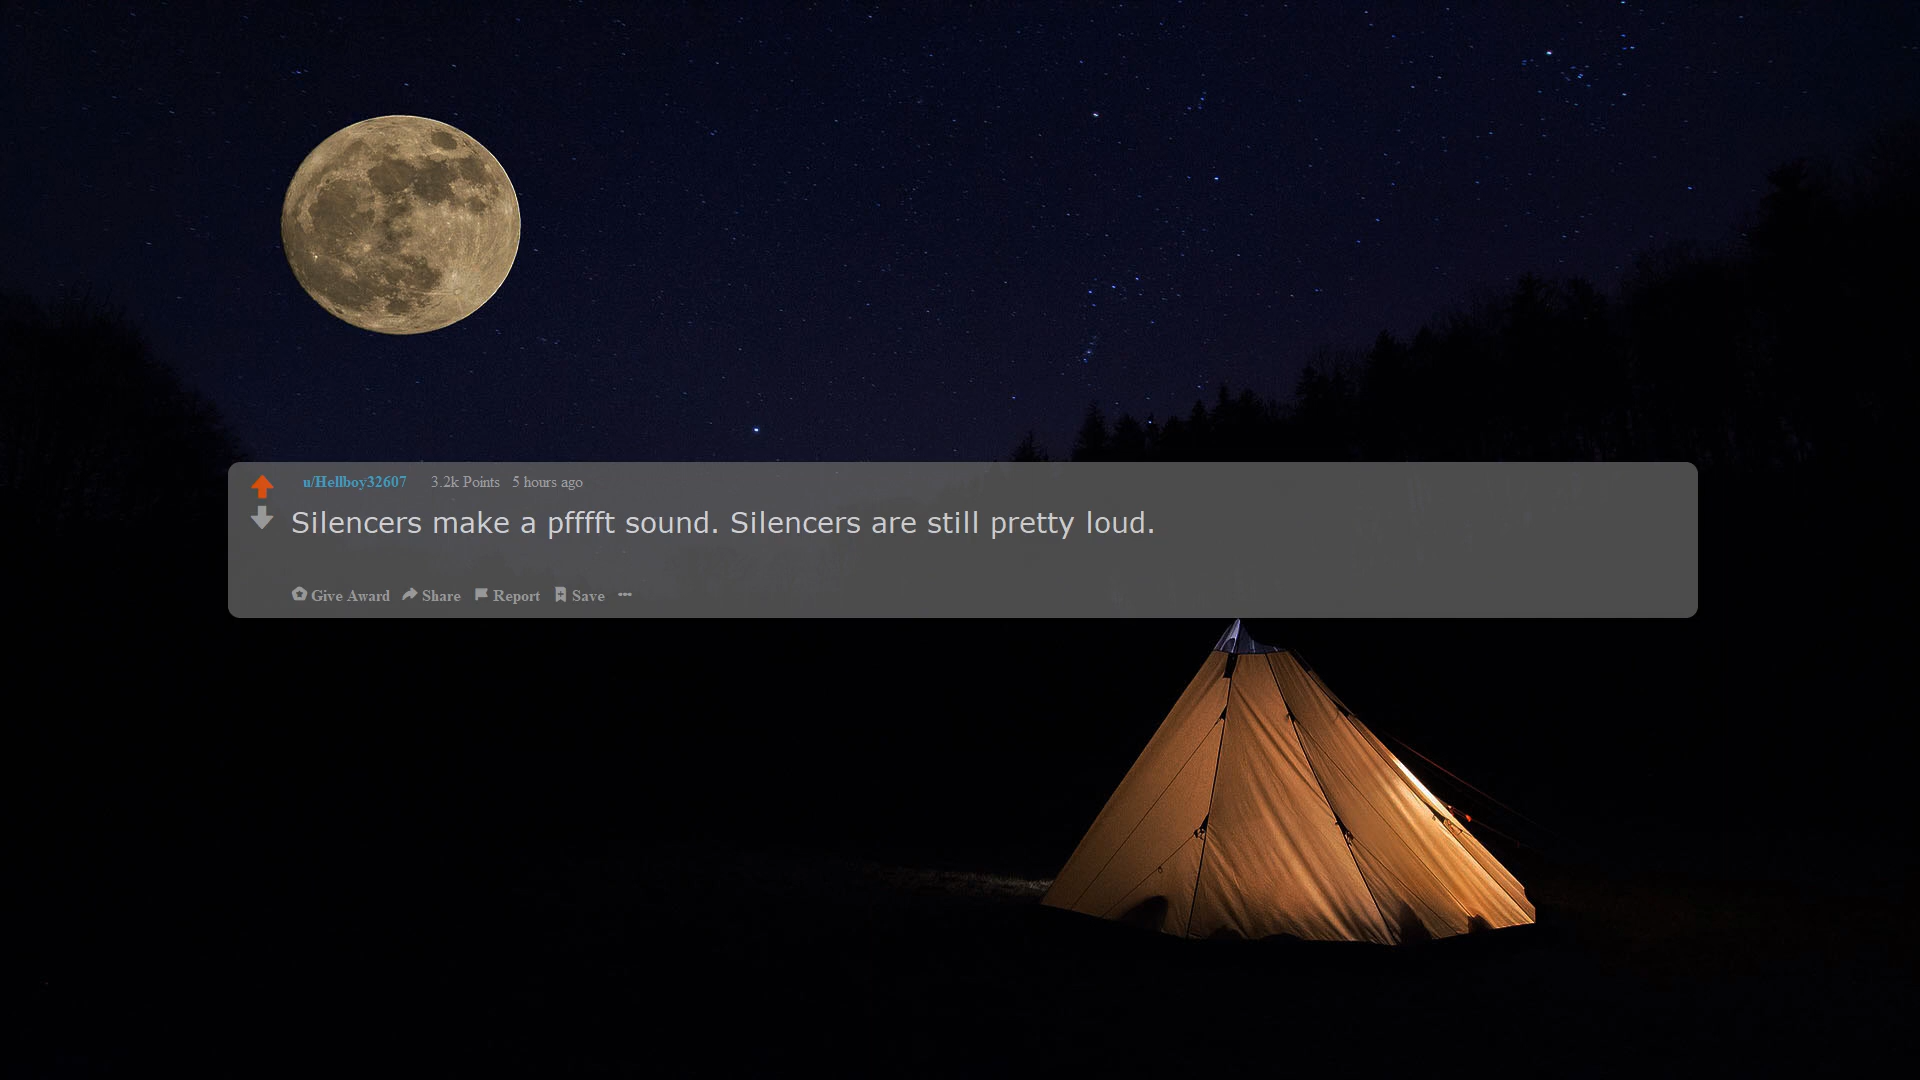 u/Hellboy32607 3.2k Points 5 hours ago
Silencers make a pfffft sound. Silencers are still pretty loud.
Give Award Share Report Save